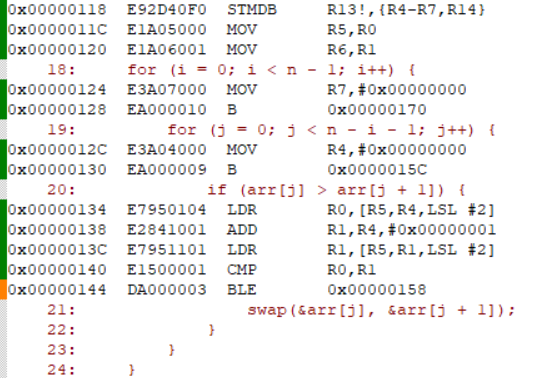 0x00000118 E92D40F0 STMDB R13!,{R4-R7,R14}
0x0000011C E1A05000 MOV R5,R0
0x00000120 E1A06001 MOV R6,R1
18: for (i = 0; i < n - 1; i++) {
0x00000124 E3A07000 MOV R7,#0x00000000
0x00000128 EA000010 B 0x00000170
19: for (j = 0; j < n - i - 1; j++) {
0x0000012C E3A04000 MOV R4,#0x00000000
0x00000130 EA000009 B 0x0000015C
20: if (arr[j] > arr[j + 1]) {
0x00000134 E7950104 LDR R0,[R5,R4,LSL #2]
0x00000138 E2841001 ADD R1,R4,#0x00000001
0x0000013C E7951101 LDR R1,[R5,R1,LSL #2]
0x00000140 E1500001 CMP R0,R1
0x00000144 DA000003 BLE 0x00000158
21: swap(&arr[j], &arr[j + 1]);
22: }
23: }
24: }